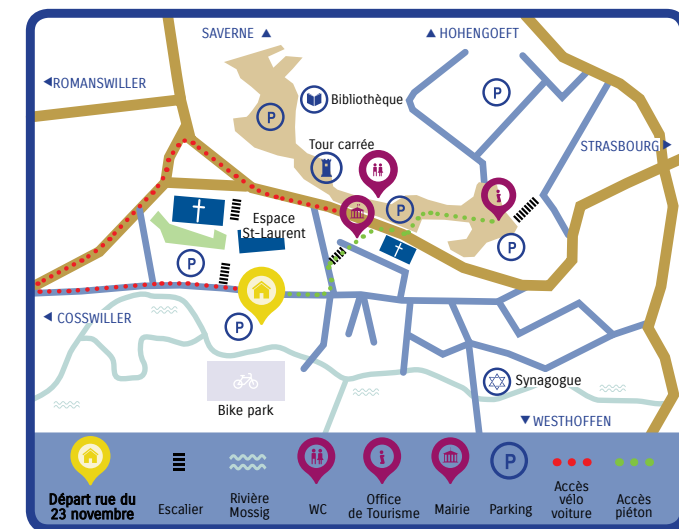 SAVERNE ▲
▲ HOHENGOEFT
◀ROMANSWILLER
P
P
Bibliothèque
Tour carrée
STRASBOURG▶
i
P
Espace
St-Laurent
P
P
◀ COSSWILLER
P
Synagogue
Bike park
▼WESTHOFFEN
i
P
Départ rue du
23 novembre
Escalier
Rivière
Mossig
WC
Office
de Tourisme
Mairie
Parking
Accès
vélo
voiture
Accès
piéton